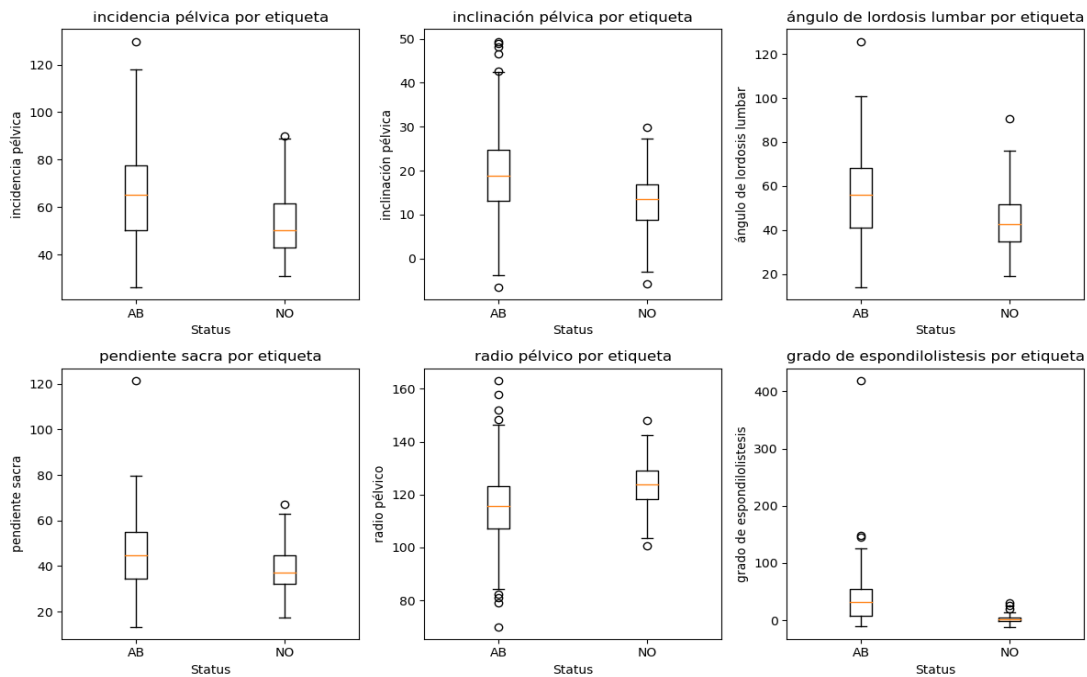 incidencia pélvica por etiqueta
incidencia pélvica
120
100
80
60
40
AB
NO
Status
inclinación pélvica por etiqueta
inclinación pélvica
50
40
30
20
10
0
AB
NO
Status
ángulo de lordosis lumbar por etiqueta
ángulo de lordosis lumbar
120
100
80
60
40
20
AB
NO
Status
pendiente sacra por etiqueta
pendiente sacra
120
100
80
60
40
20
AB
NO
Status
radio pélvico por etiqueta
radio pélvico
160
140
120
100
80
AB
NO
Status
grado de espondilolistesis por etiqueta
grado de espondilolistesis
400
300
200
100
0
AB
NO
Status